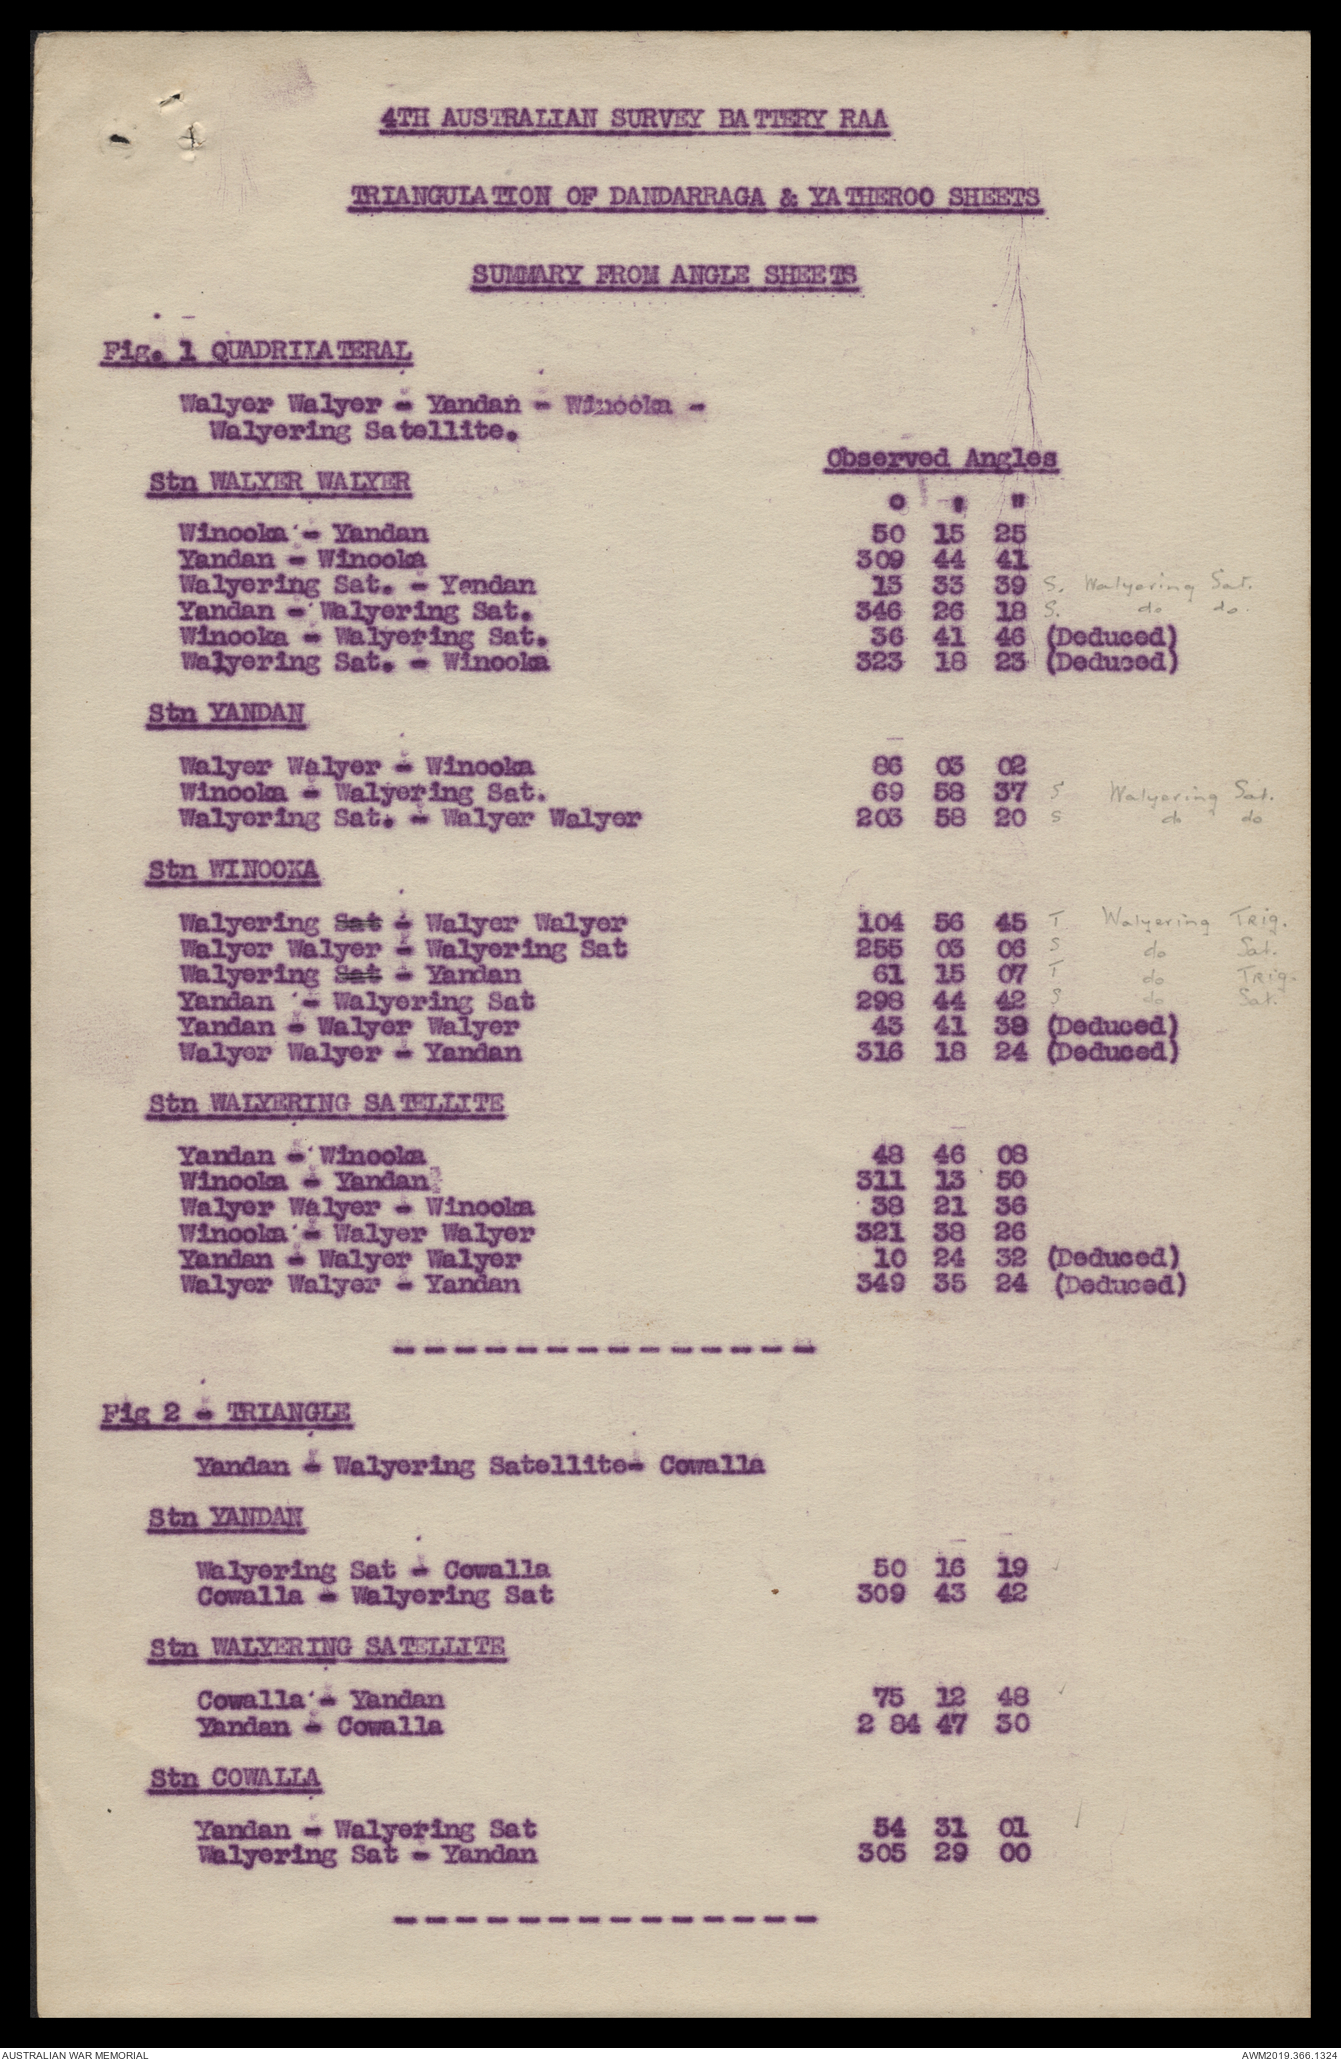 4TH AUSTRALIAN SURVEY BATTERY RAA
TRIANGULATION OF DANDARRAGA & YATHEROO SHEETS
SUMMARY FROM ANGLE SHEETS
Fig. 1 QUADRILATERAL
Walyer Walyer - Yandan - Winooka -
Walyering Satellite.
Observed Angles
Stn WALYER WALYER
o ' "
Winooka - Yandan 50 15 25
Yandan - Winooka 309 44 41
Walyering Sat. - Yandan 13 33 39 S. Walyering Sat.
Yandan - Walyering Sat. 346 26 18 S. do do.
Winooka - Walyering Sat. 36 41 46 (Deduced)
Walyering Sat. - Winooka 323 18 23 (Deduced)
Stn YANDAN
Walyer Walyer - Winooka 86 03 02
Winooka - Walyering Sat. 69 58 37 S Walyering Sat.
Walyering Sat. - Walyer Walyer 203 58 20 S do do
Stn WINOOKA
Walyering Sat - Walyer Walyer 104 56 45 T Walyering Trig.
Walyer Walyer - Walyering Sat 255 03 06 S do Sat.
Walyering Sat - Yandan 61 15 07 T do Trig.
Yandan - Walyering Sat 298 44 42 S do Sat.
Yandan - Walyer Walyer 43 41 38 (Deduced)
Walyer Walyer - Yandan 316 18 24 (Deduced)
Stn WALYERING SATELLITE
Yandan - Winooka 48 46 08
Winooka - Yandan 311 13 50
Walyer Walyer - Winooka 38 21 36
Winooka - Walyer Walyer 321 38 26
Yandan - Walyer Walyer 10 24 32 (Deduced)
Walyer Walyer - Yandan 349 35 24 (Deduced)
- - - - - - - - - - - - - -
Fig 2 - TRIANGLE
Yandan - Walyering Satellite- Cowalla
Stn YANDAN
Walyering Sat - Cowalla 50 16 19
Cowalla - Walyering Sat 309 43 42
Stn WALYERING SATELLITE
Cowalla - Yandan 75 12 48
Yandan - Cowalla 2 84 47 30
Stn COWALLA
Yandan - Walyering Sat 54 31 01
Walyering Sat - Yandan 305 29 00
- - - - - - - - - - - - - -
AUSTRALIAN WAR MEMORIAL AWM2019.366.1324